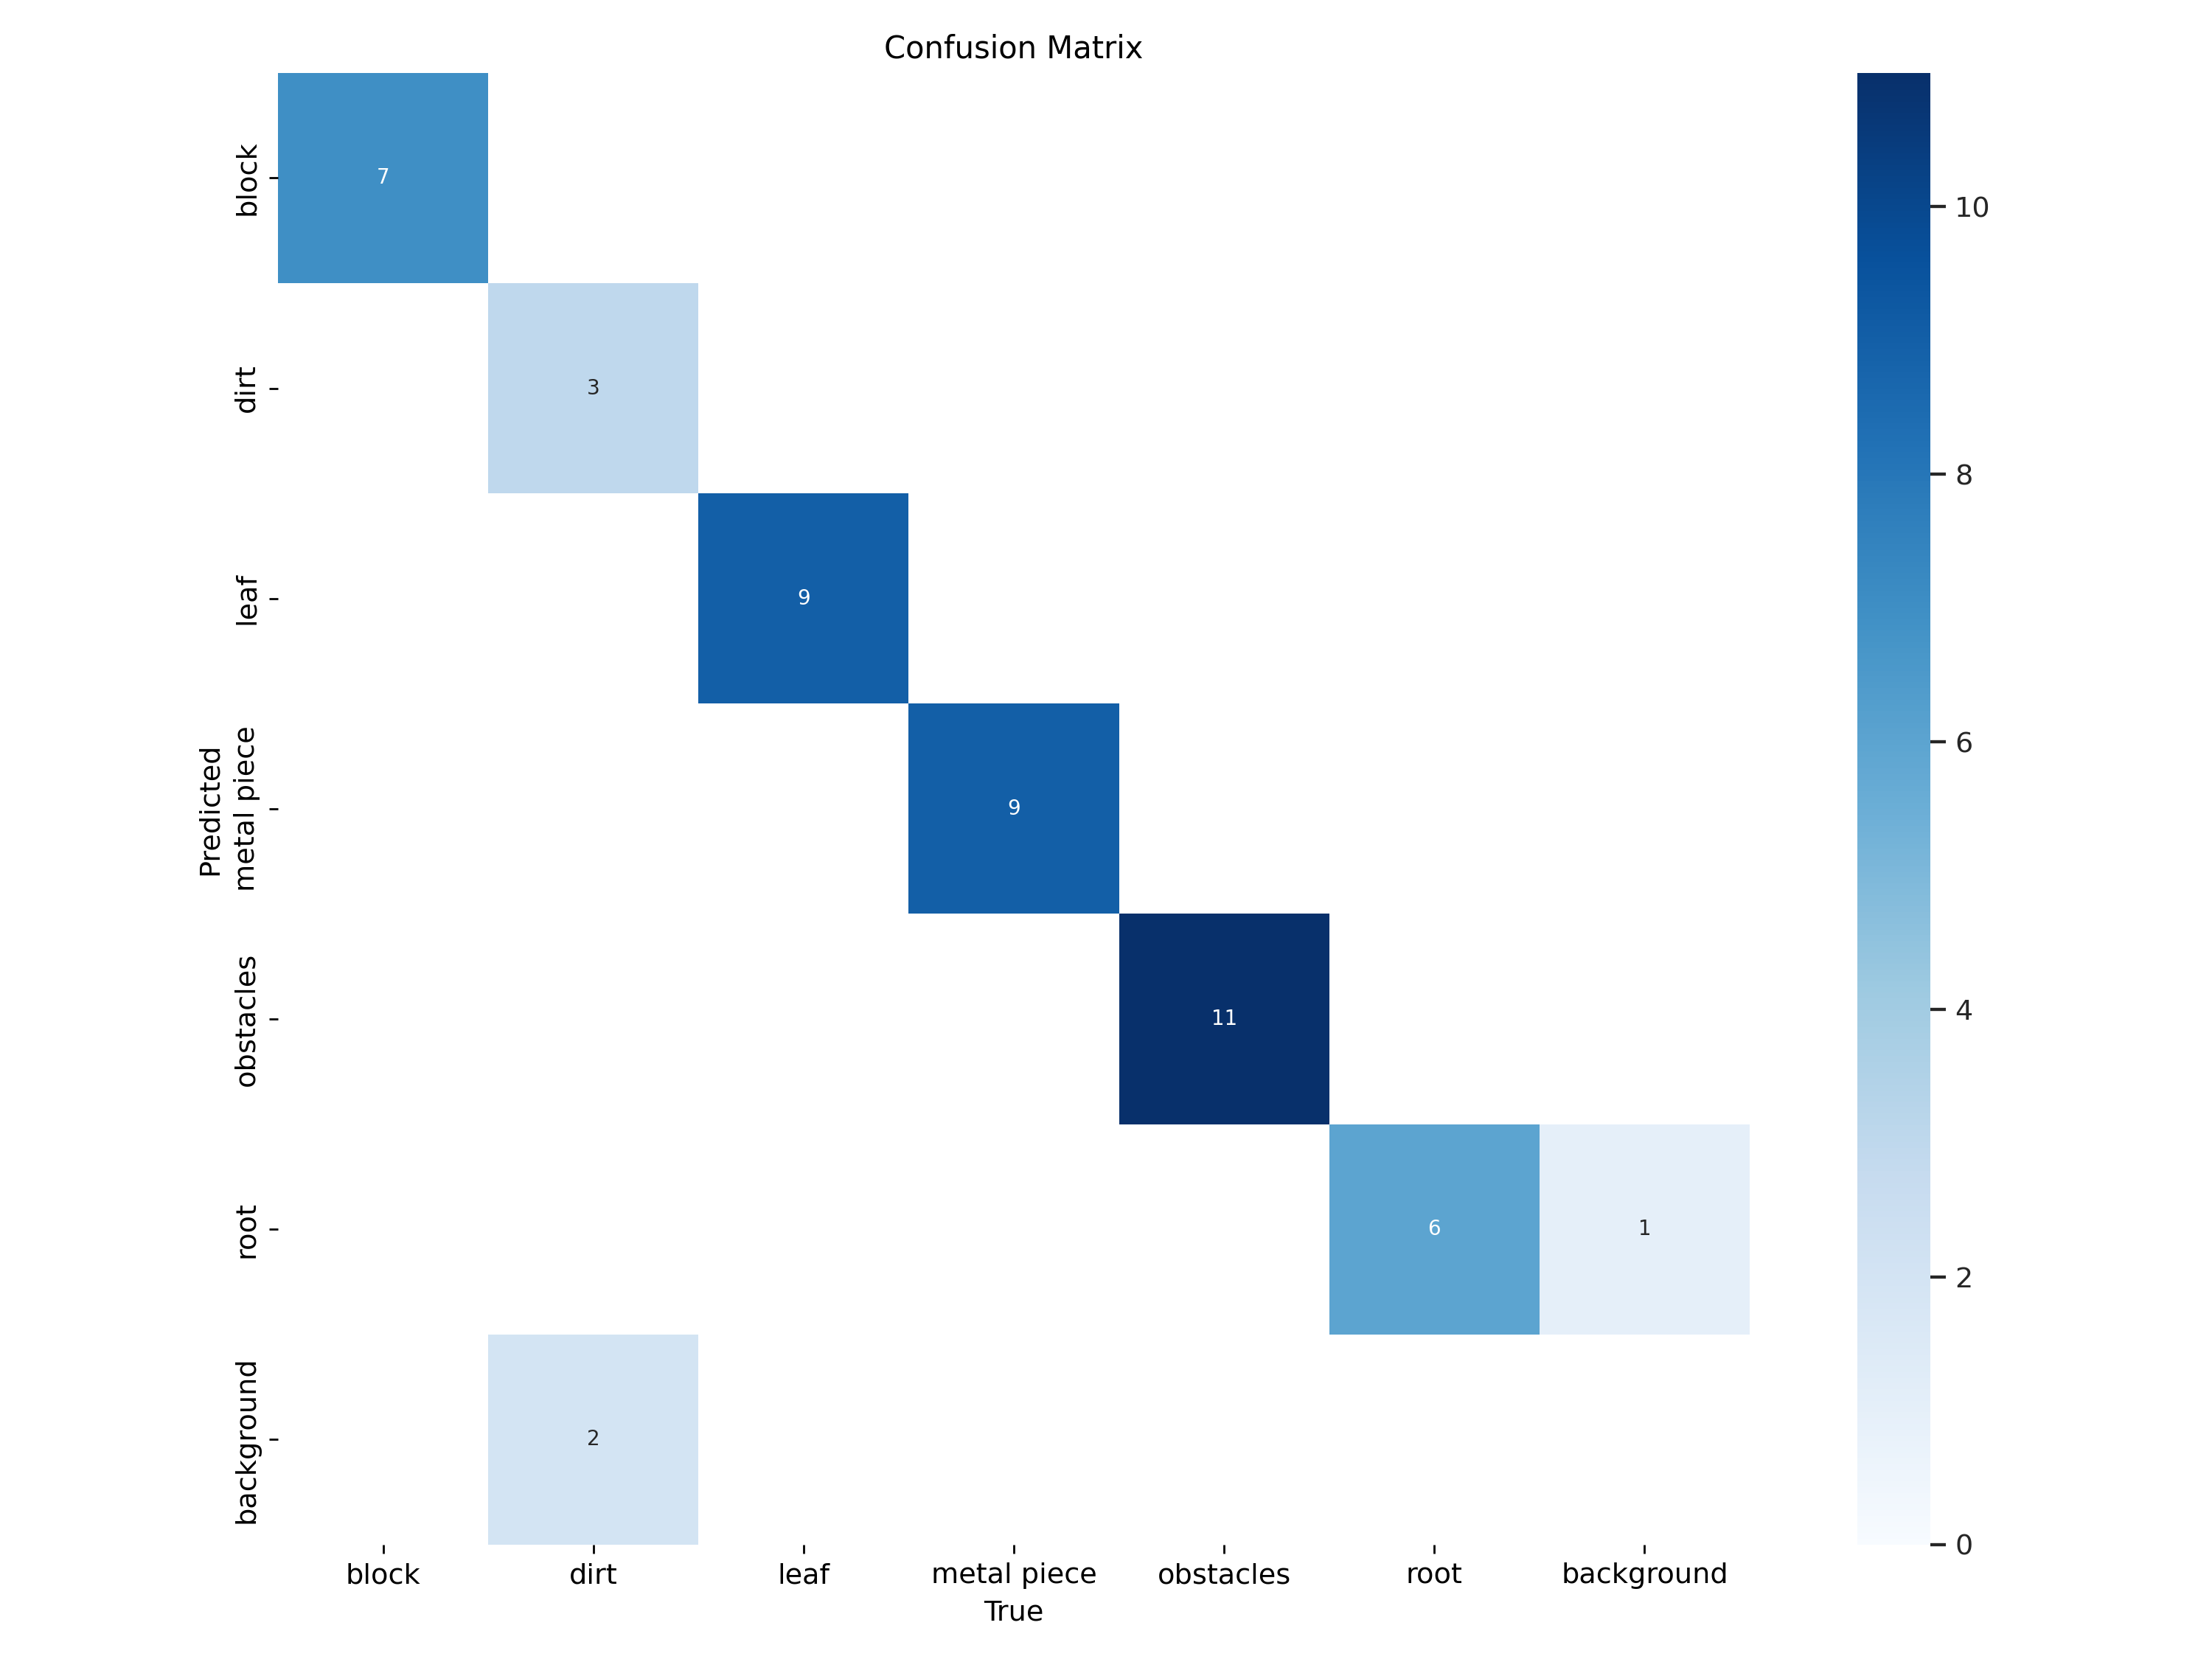 Confusion Matrix
block
7
dirt
3
leaf
9
Predicted
metal piece
9
obstacles
11
root
6
1
background
2
block
dirt
leaf
metal piece
obstacles
root
background
True
10
8
6
4
2
0